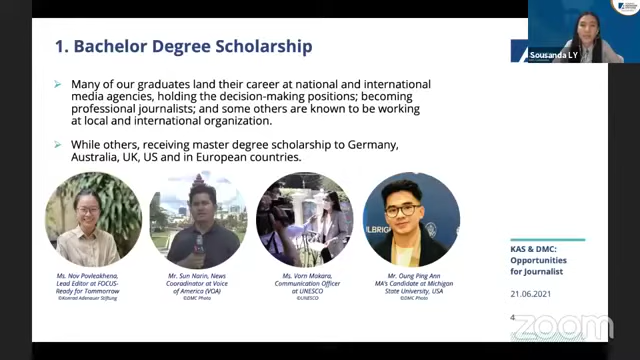 1. Bachelor Degree Scholarship
Sousanda LY
Many of our graduates land their career at national and international
media agencies, holding the decision-making positions; becoming
professional journalists; and some others are known to be working
at local and international organization.
While others, receiving master degree scholarship to Germany,
Australia, UK, US and in European countries.
LBRIG
Ms. Nov Povleakhena,
Lead Editor at FOCUS-
Ready for Tommorrow
©Konrad Adenauer Stiftung
Mr. Sun Narin, News
Cooradinator at Voice
of America (VOA)
©DMC Photo
Ms. Vorn Makara,
Communication Officer
at UNESCO
©UNESCO
Mr. Oung Ping Ann
MA's Candidate at Michigan
State University, USA
©DMC Photo
KAS & DMC:
Opportunities
for Journalist
21.06.2021
4
zoom